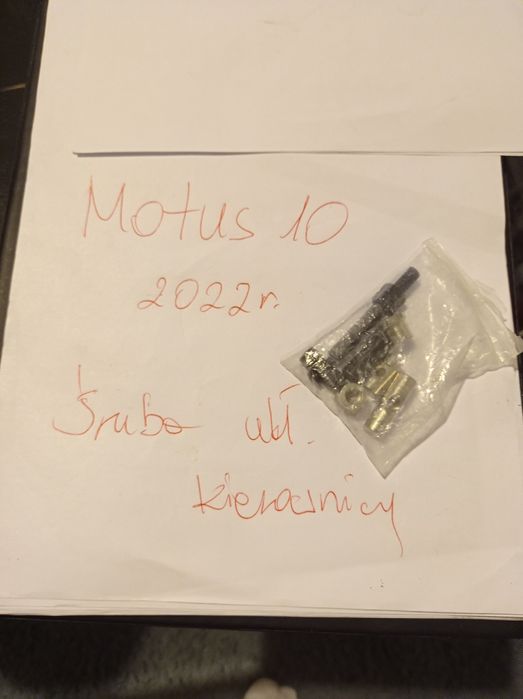 Motus 10
2022r.
Śruba ukł.
kierownicy